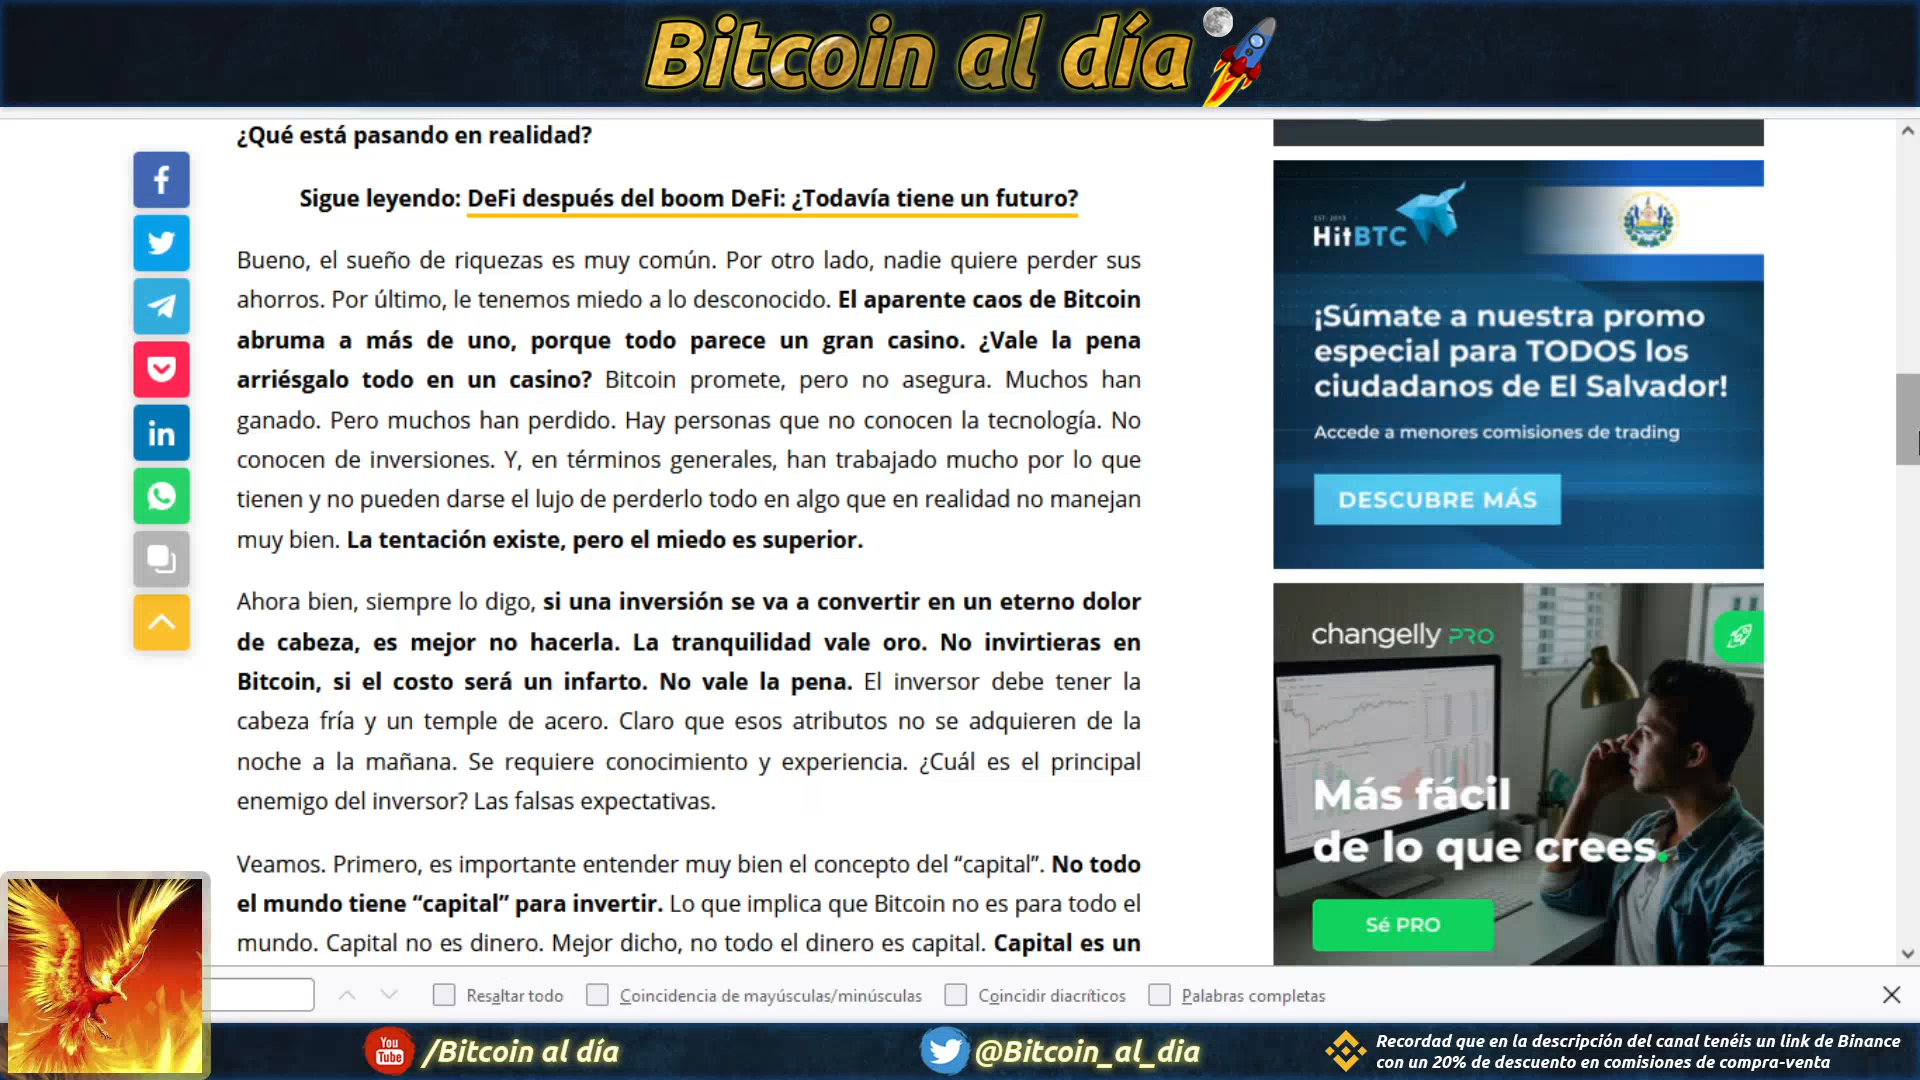 Bitcoin al día
¿Qué está pasando en realidad?
Sigue leyendo: DeFi después del boom DeFi: ¿Todavía tiene un futuro?
Bueno, el sueño de riquezas es muy común. Por otro lado, nadie quiere perder sus
ahorros. Por último, le tenemos miedo a lo desconocido. El aparente caos de Bitcoin
abruma a más de uno, porque todo parece un gran casino. ¿Vale la pena
arriésgalo todo en un casino? Bitcoin promete, pero no asegura. Muchos han
ganado. Pero muchos han perdido. Hay personas que no conocen la tecnología. No
conocen de inversiones. Y, en términos generales, han trabajado mucho por lo que
tienen y no pueden darse el lujo de perderlo todo en algo que en realidad no manejan
muy bien. La tentación existe, pero el miedo es superior.
Ahora bien, siempre lo digo, si una inversión se va a convertir en un eterno dolor
de cabeza, es mejor no hacerla. La tranquilidad vale oro. No invirtieras en
Bitcoin, si el costo será un infarto. No vale la pena. El inversor debe tener la
cabeza fría y un temple de acero. Claro que esos atributos no se adquieren de la
noche a la mañana. Se requiere conocimiento y experiencia. ¿Cuál es el principal
enemigo del inversor? Las falsas expectativas.
Veamos. Primero, es importante entender muy bien el concepto del “capital”. No todo
el mundo tiene “capital” para invertir. Lo que implica que Bitcoin no es para todo el
mundo. Capital no es dinero. Mejor dicho, no todo el dinero es capital. Capital es un
EST. 2013
HitBTC
¡Súmate a nuestra promo
especial para TODOS los
ciudadanos de El Salvador!
Accede a menores comisiones de trading
DESCUBRE MÁS
changelly PRO
Más fácil
de lo que crees.
Sé PRO
Resaltar todo
Coincidencia de mayúsculas/minúsculas
Coincidir diacríticos
Palabras completas
You Tube
/Bitcoin al día
@Bitcoin_al_dia
Recordad que en la descripción del canal tenéis un link de Binance
con un 20% de descuento en comisiones de compra-venta